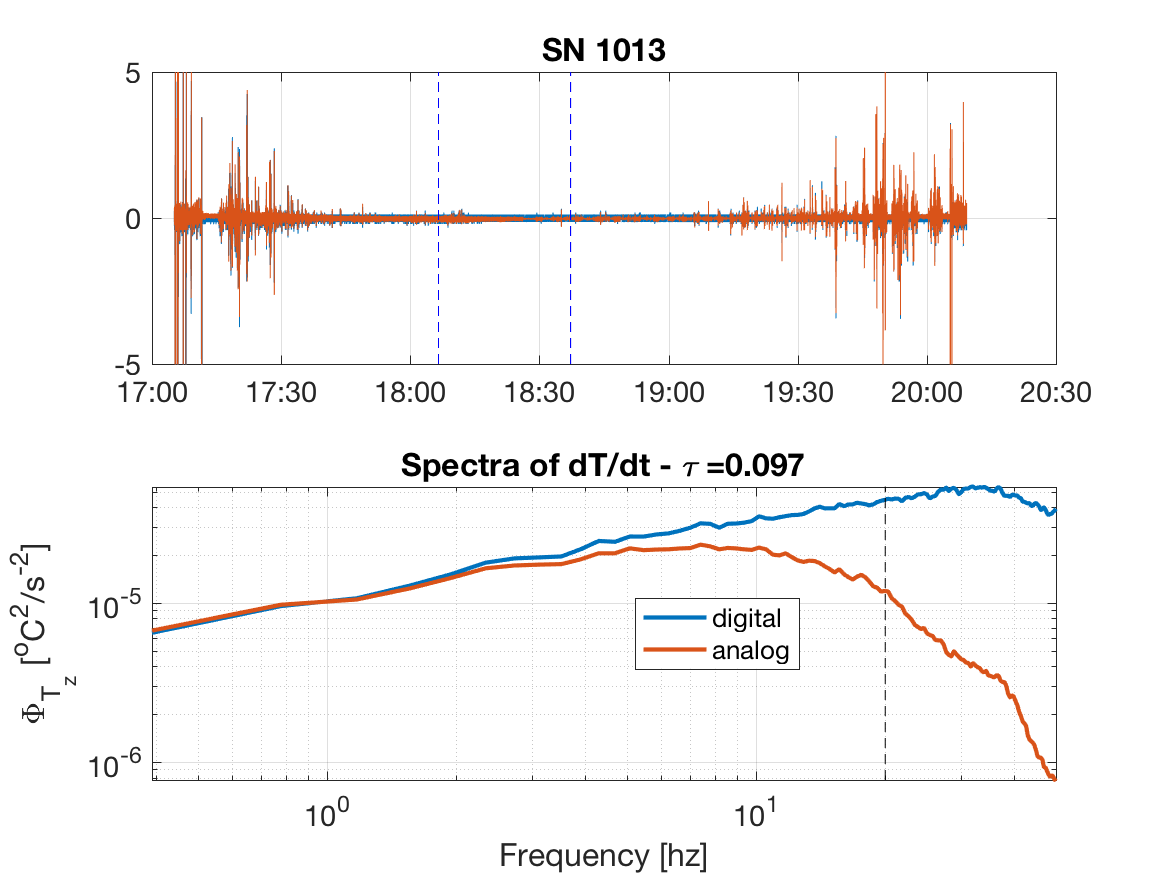 SN 1013
5
0
-5
17:00 17:30 18:00 18:30 19:00 19:30 20:00 20:30
Spectra of dT/dt - τ =0.097
Φ_{T_z} [°C²/s⁻²]
10⁻⁵
10⁻⁶
digital
analog
10⁰ 10¹
Frequency [hz]